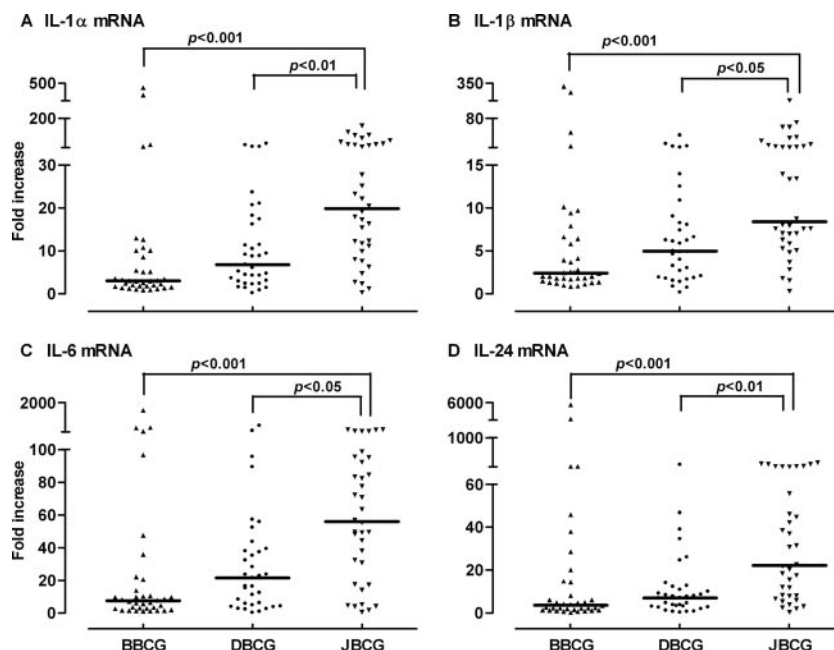 A IL-1α mRNA
p<0.001
p<0.01
500
200
30
20
10
0
Fold increase
B IL-1β mRNA
p<0.001
p<0.05
350
80
15
10
5
0
C IL-6 mRNA
p<0.001
p<0.05
2000
100
80
60
40
20
0
Fold increase
BBCG DBCG JBCG
D IL-24 mRNA
p<0.001
p<0.01
6000
1000
60
40
20
0
BBCG DBCG JBCG